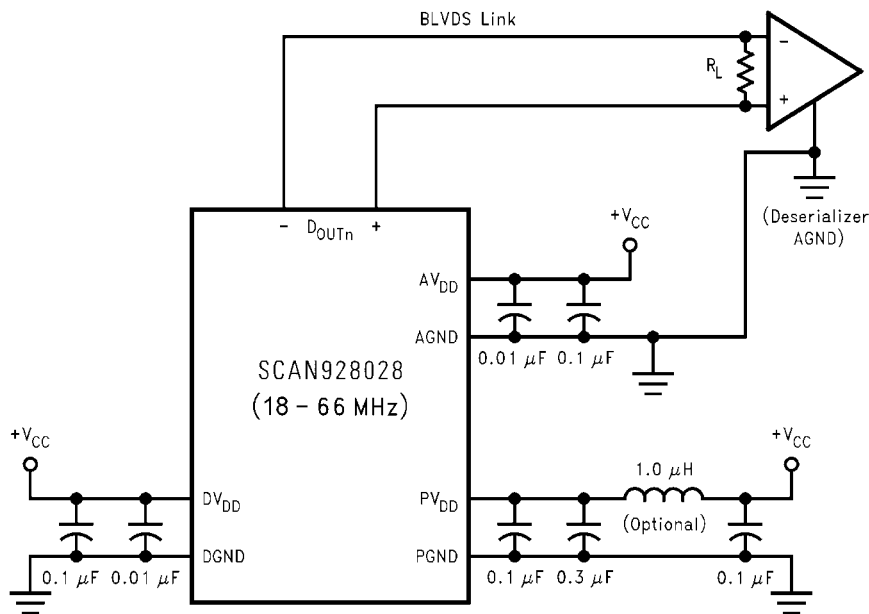 BLVDS Link
R_L
-
+
(Deserializer
AGND)
- D_OUTn +
+V_CC
AV_DD
AGND
0.01 µF 0.1 µF
SCAN928028
(18 – 66 MHz)
+V_CC
DV_DD
DGND
0.1 µF 0.01 µF
+V_CC
1.0 µH
PV_DD
(Optional)
PGND
0.1 µF 0.3 µF 0.1 µF